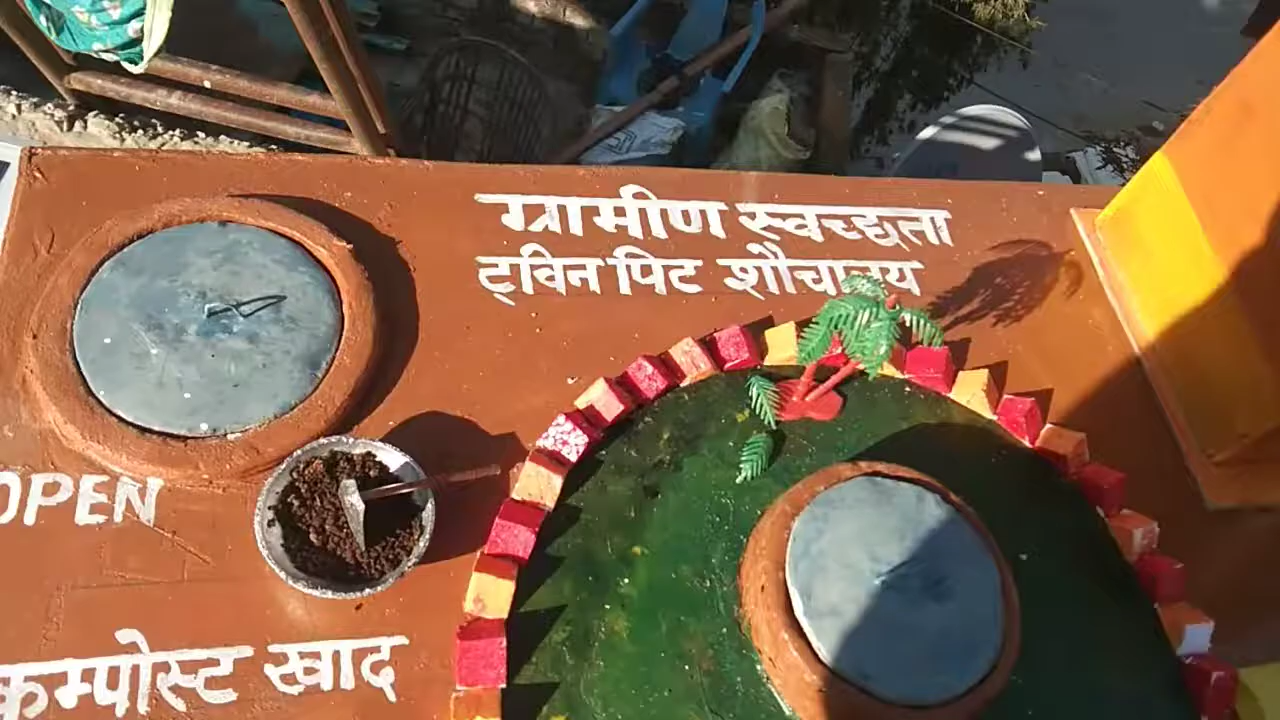 ग्रामीण स्वच्छता
ट्विन पिट शौचालय
OPEN
कम्पोस्ट खाद